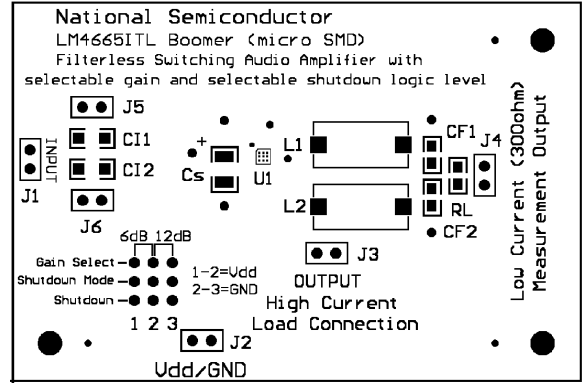 National Semiconductor
LM4665ITL Boomer (micro SMD)
Filterless Switching Audio Amplifier with
selectable gain and selectable shutdown logic level
J5
CI1
CI2
INPUT
J1
J6
+
Cs
U1
L1
L2
CF1
J4
RL
CF2
Low Current (300ohm)
Measurement Output
6dB 12dB
Gain Select
Shutdown Mode
Shutdown
1-2=Vdd
2-3=GND
1 2 3
J3
OUTPUT
High Current
Load Connection
J2
Vdd/GND